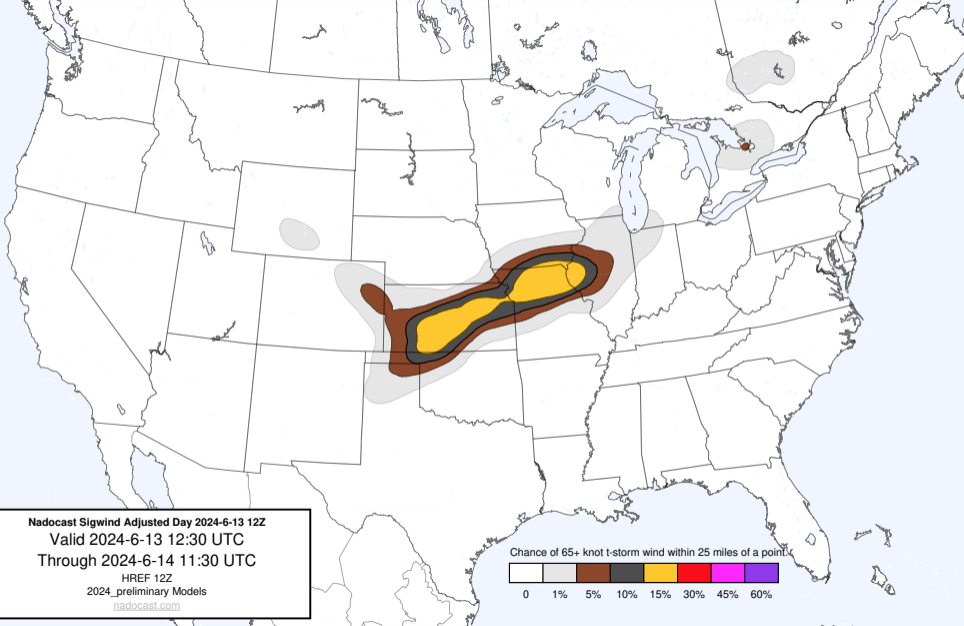 Nadocast Sigwind Adjusted Day 2024-6-13 12Z
Valid 2024-6-13 12:30 UTC
Through 2024-6-14 11:30 UTC
HREF 12Z
2024_preliminary Models
nadocast.com
Chance of 65+ knot t-storm wind within 25 miles of a point.
0 1% 5% 10% 15% 30% 45% 60%